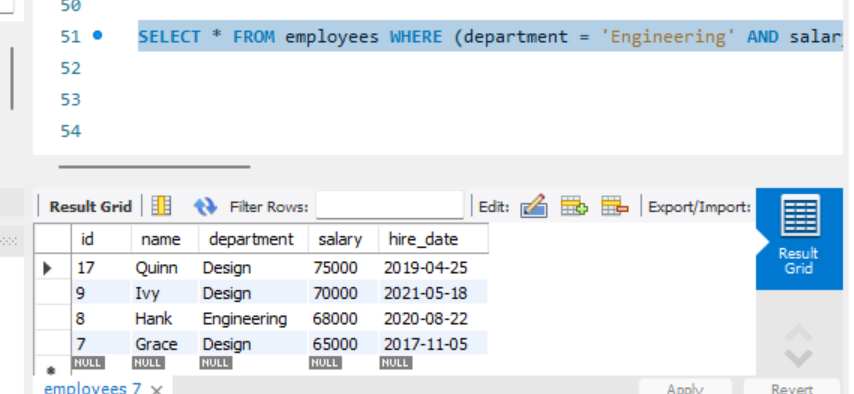 50
51 SELECT * FROM employees WHERE (department = 'Engineering' AND salar
52
53
54
Result Grid Filter Rows: Edit: Export/Import:
Result Grid
id name department salary hire_date
17 Quinn Design 75000 2019-04-25
9 Ivy Design 70000 2021-05-18
8 Hank Engineering 68000 2020-08-22
7 Grace Design 65000 2017-11-05
NULL NULL NULL NULL NULL
employees 7 Apply Revert